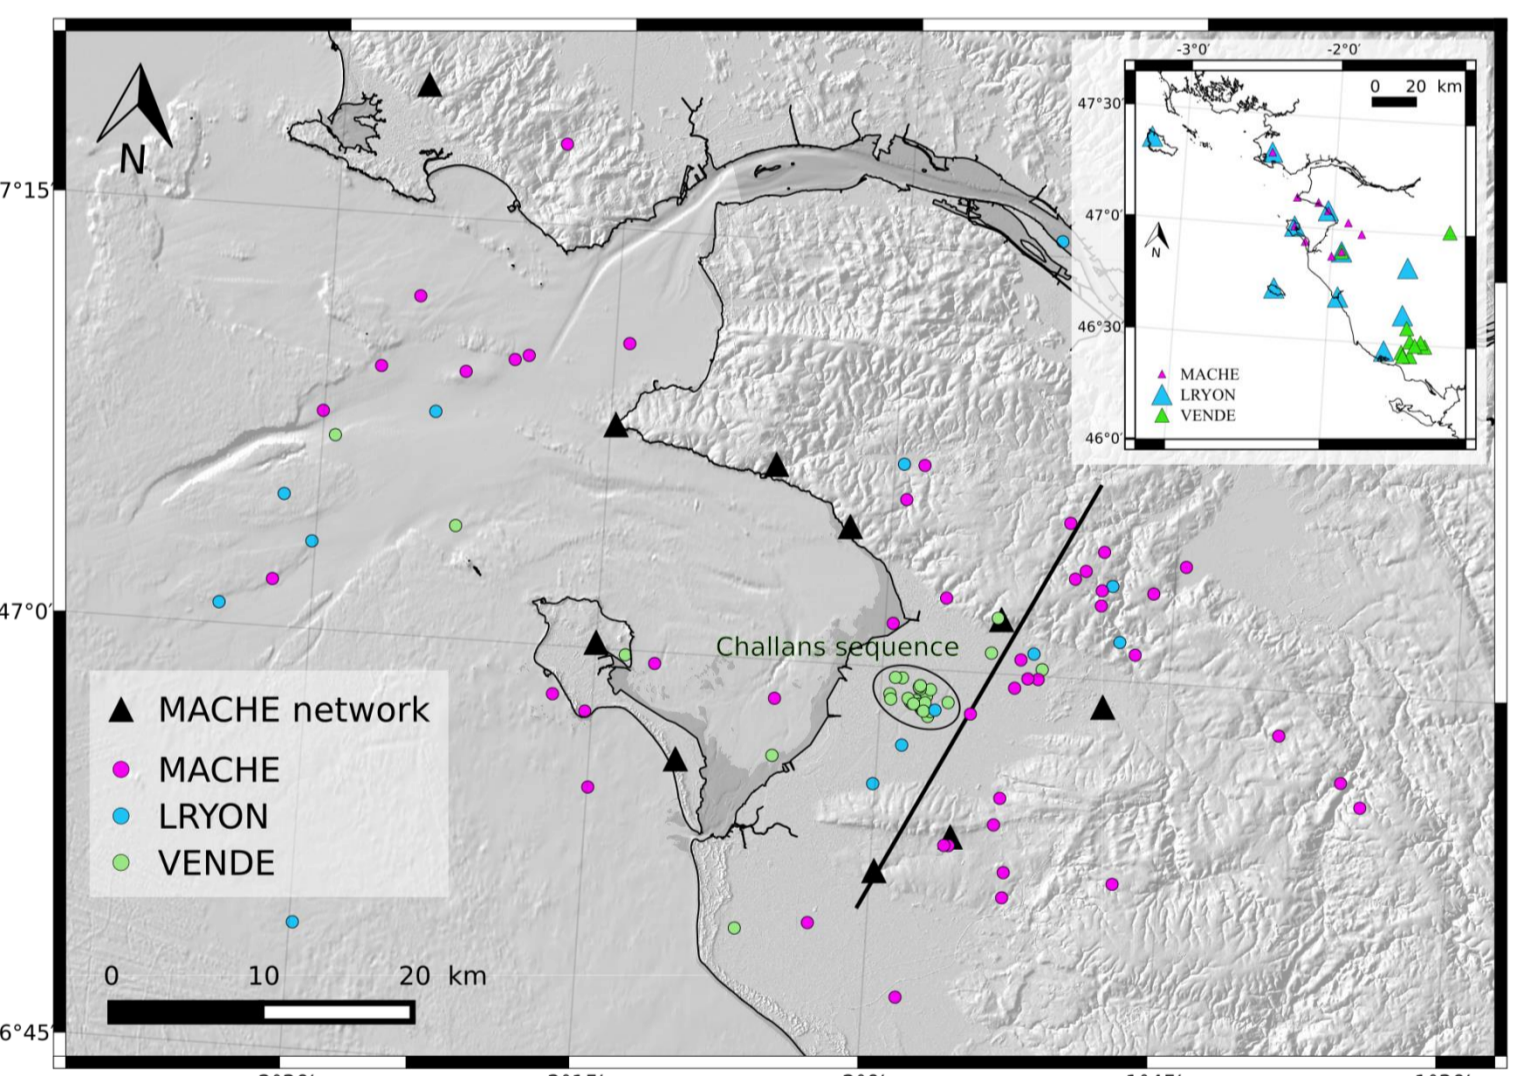 -3°0' -2°0'
0 20 km
47°30'
N
7°15'
47°0'
N
46°30'
MACHE
LRYON
VENDE
46°0'
47°0'
Challans sequence
MACHE network
MACHE
LRYON
VENDE
0 10 20 km
6°45'